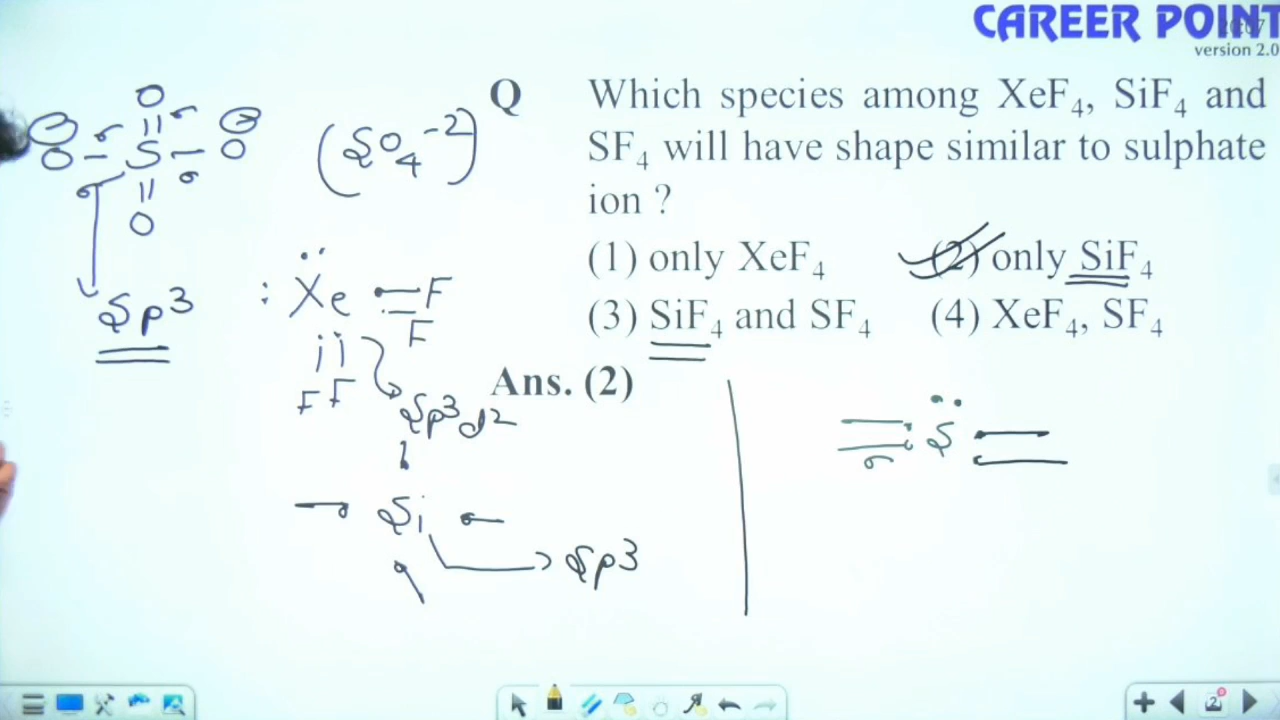 CAREER POINT
version 2.0
Q Which species among XeF₄, SiF₄ and
SF₄ will have shape similar to sulphate
ion ?
(1) only XeF₄ (2) only SiF₄
(3) SiF₄ and SF₄ (4) XeF₄, SF₄
Ans. (2)
O
O – S – O
O
(SO₄⁻²)
sp³
: Xe F
F
F F
sp³d²
Si
sp³
S
σ